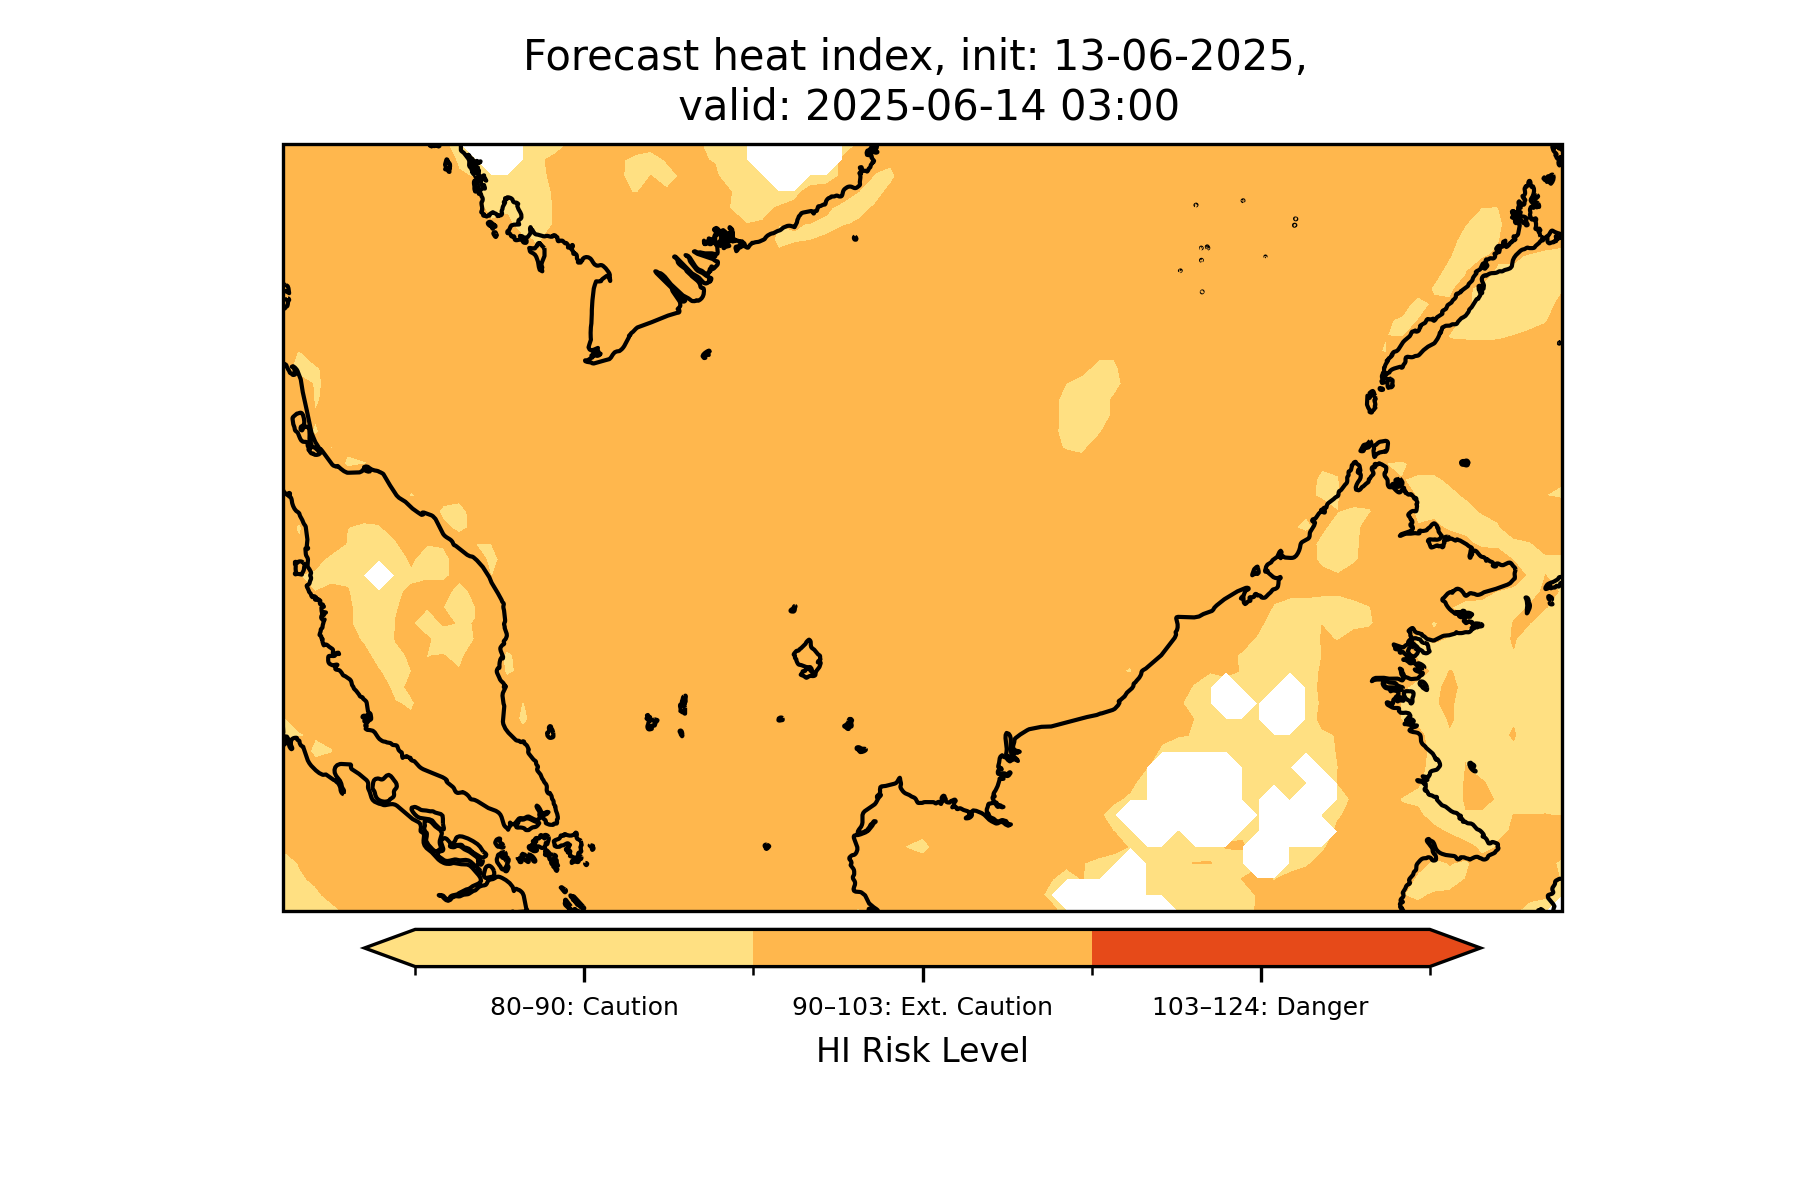 Forecast heat index, init: 13-06-2025,
valid: 2025-06-14 03:00
80–90: Caution
90–103: Ext. Caution
103–124: Danger
HI Risk Level